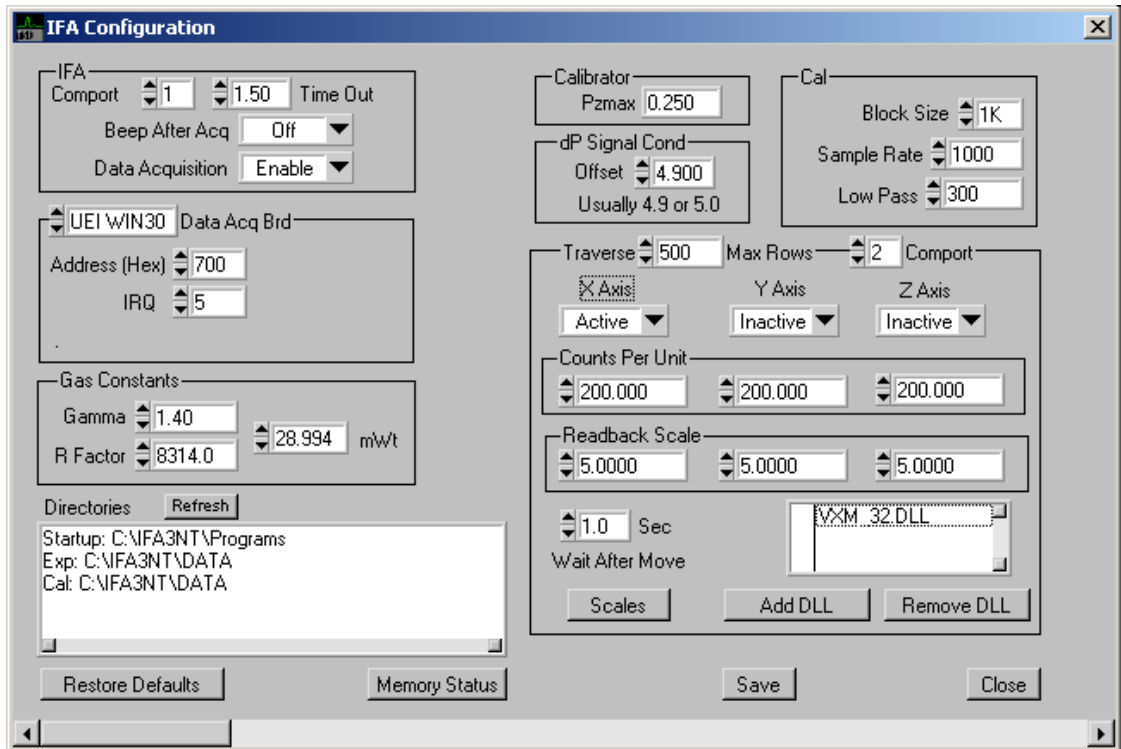 IFA Configuration
IFA
Comport 1 1.50 Time Out
Beep After Acq Off
Data Acquisition Enable
UEI WIN30 Data Acq Brd
Address (Hex) 700
IRQ 5
.
Gas Constants
Gamma 1.40
R Factor 8314.0
28.994 mWt
Directories Refresh
Startup: C:\IFA3NT\Programs
Exp: C:\IFA3NT\DATA
Cal: C:\IFA3NT\DATA
Restore Defaults
Memory Status
Calibrator
Pzmax 0.250
dP Signal Cond
Offset 4.900
Usually 4.9 or 5.0
Cal
Block Size 1K
Sample Rate 1000
Low Pass 300
Traverse 500 Max Rows 2 Comport
X Axis Y Axis Z Axis
Active Inactive Inactive
Counts Per Unit
200.000 200.000 200.000
Readback Scale
5.0000 5.0000 5.0000
1.0 Sec
Wait After Move
VXM_32.DLL
Scales Add DLL Remove DLL
Save Close